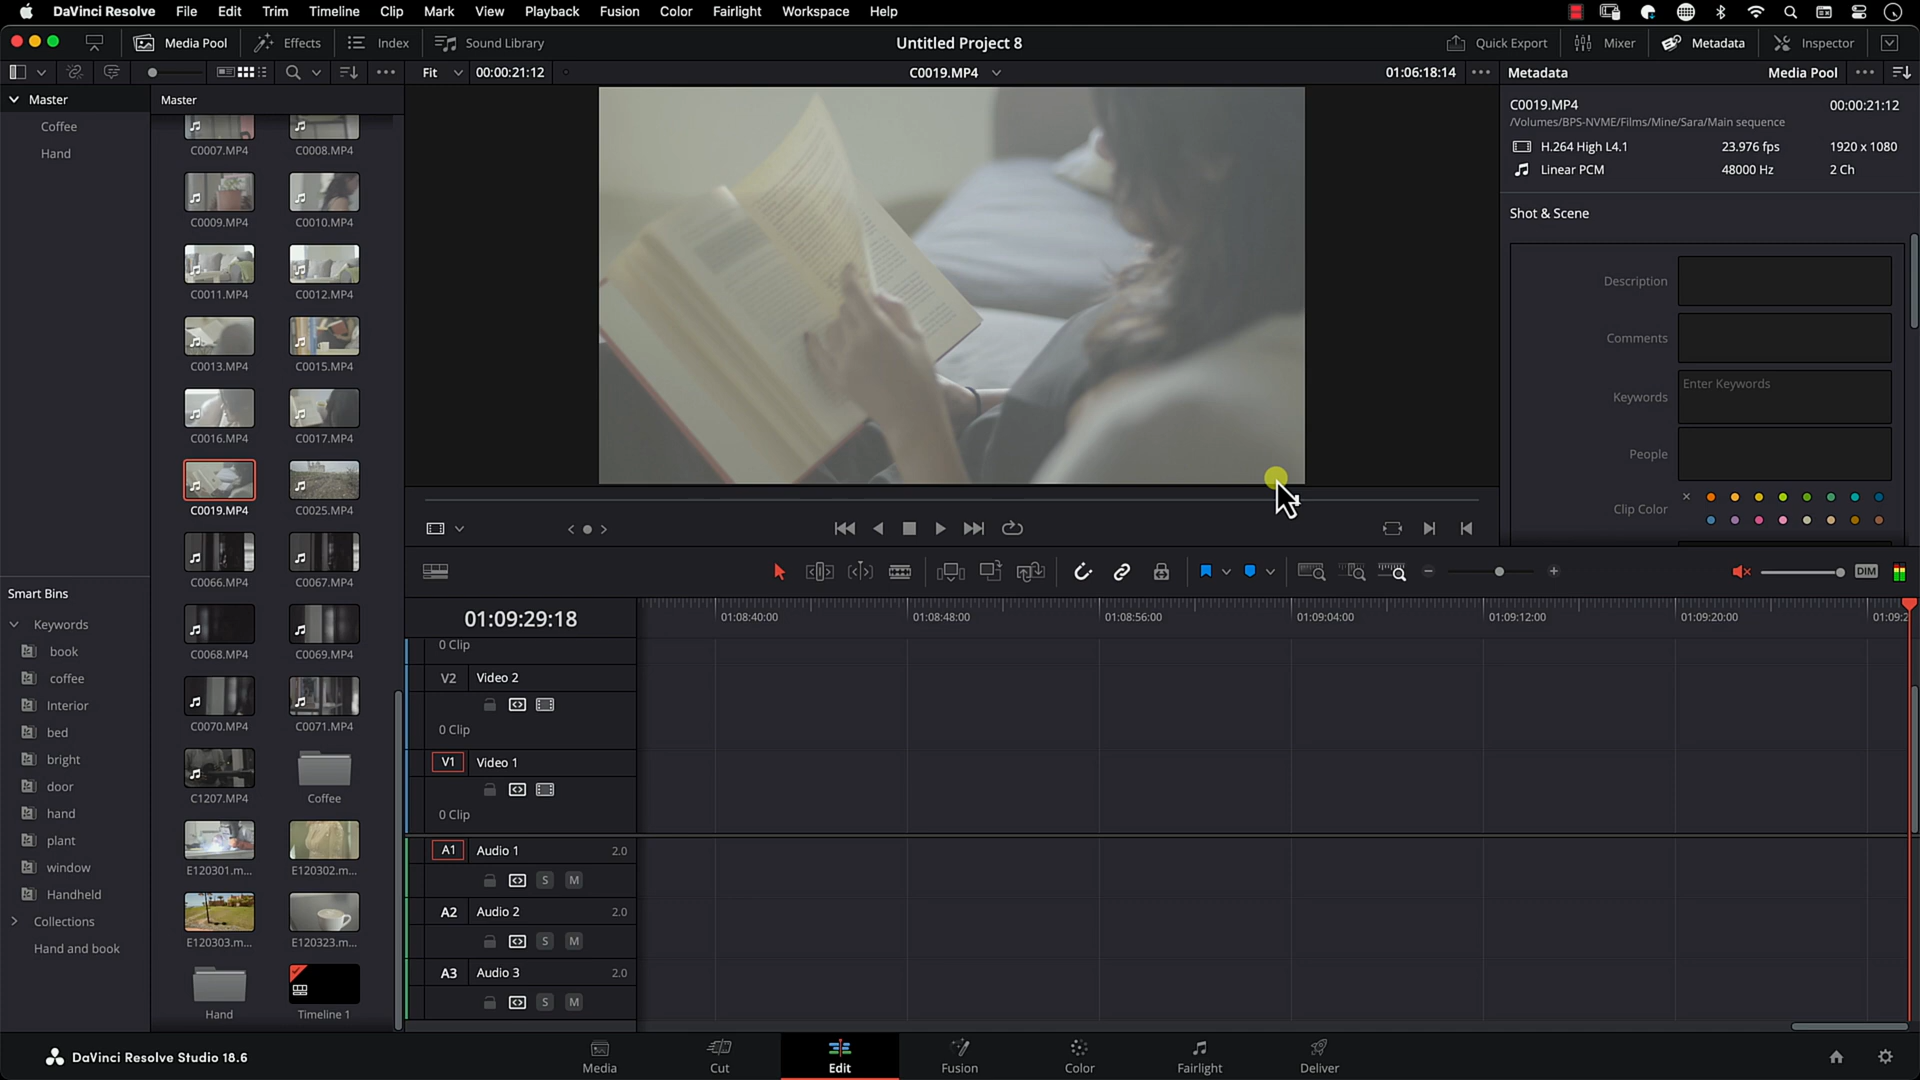 DaVinci Resolve File Edit Trim Timeline Clip Mark View Playback Fusion Color Fairlight Workspace Help
Media Pool Effects Index Sound Library Untitled Project 8 Quick Export Mixer Metadata Inspector
Fit 00:00:21:12 C0019.MP4 01:06:18:14 Metadata Media Pool
Master
Coffee
Hand
Master
C0007.MP4 C0008.MP4
C0009.MP4 C0010.MP4
C0011.MP4 C0012.MP4
C0013.MP4 C0015.MP4
C0016.MP4 C0017.MP4
C0019.MP4 C0025.MP4
C0066.MP4 C0067.MP4
C0068.MP4 C0069.MP4
C0070.MP4 C0071.MP4
C1207.MP4 Coffee
E120301.m... E120302.m...
E120303.m... E120323.m...
Hand Timeline 1
Smart Bins
Keywords
book
coffee
Interior
bed
bright
door
hand
plant
window
Handheld
Collections
Hand and book
C0019.MP4 00:00:21:12
/Volumes/BPS-NVME/Films/Mine/Sara/Main sequence
H.264 High L4.1 23.976 fps 1920 x 1080
Linear PCM 48000 Hz 2 Ch
Shot & Scene
Description
Comments
Keywords Enter Keywords
People
Clip Color
DIM
01:09:29:18 01:08:40:00 01:08:48:00 01:08:56:00 01:09:04:00 01:09:12:00 01:09:20:00 01:09:2
0 Clip
V2 Video 2
0 Clip
V1 Video 1
0 Clip
A1 Audio 1 2.0
S M
A2 Audio 2 2.0
S M
A3 Audio 3 2.0
S M
DaVinci Resolve Studio 18.6 Media Cut Edit Fusion Color Fairlight Deliver